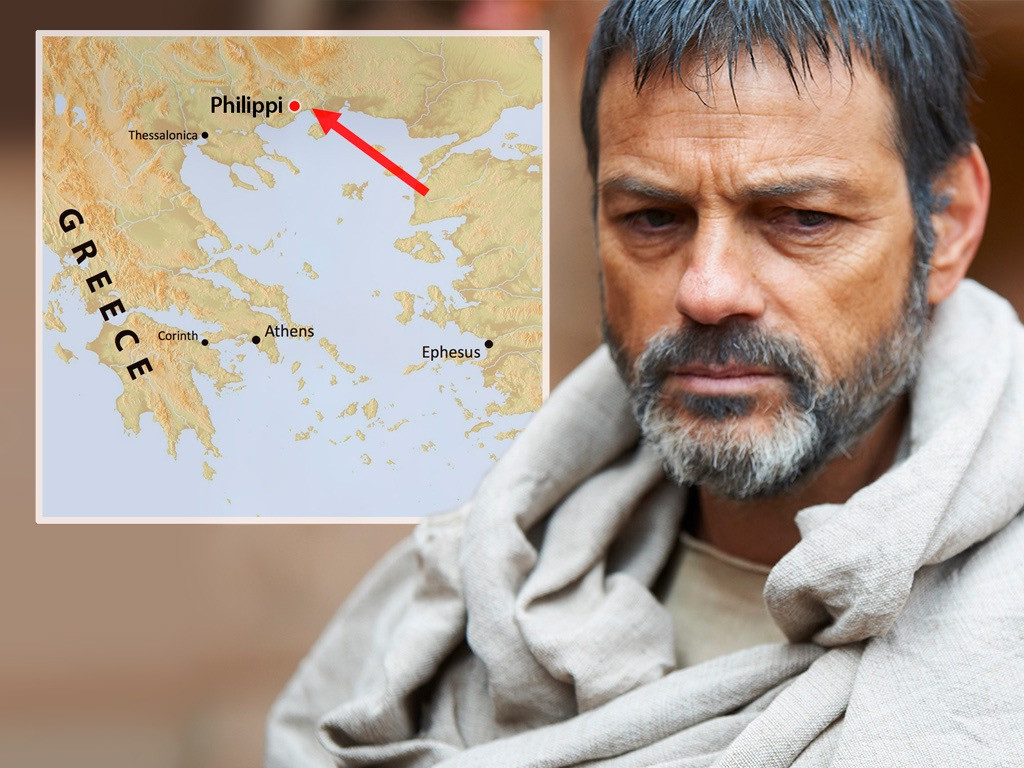 Philippi
Thessalonica
GREECE
Corinth
Athens
Ephesus